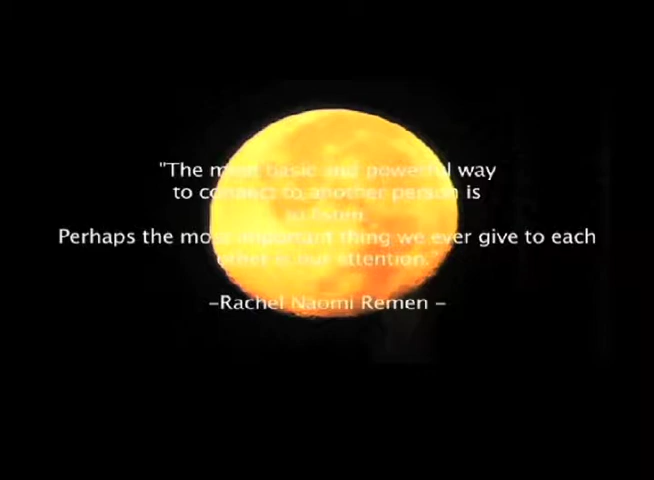 "The most basic and powerful way
to connect to another person is
to listen.
Perhaps the most important thing we ever give to each
other is our attention."
–Rachel Naomi Remen –